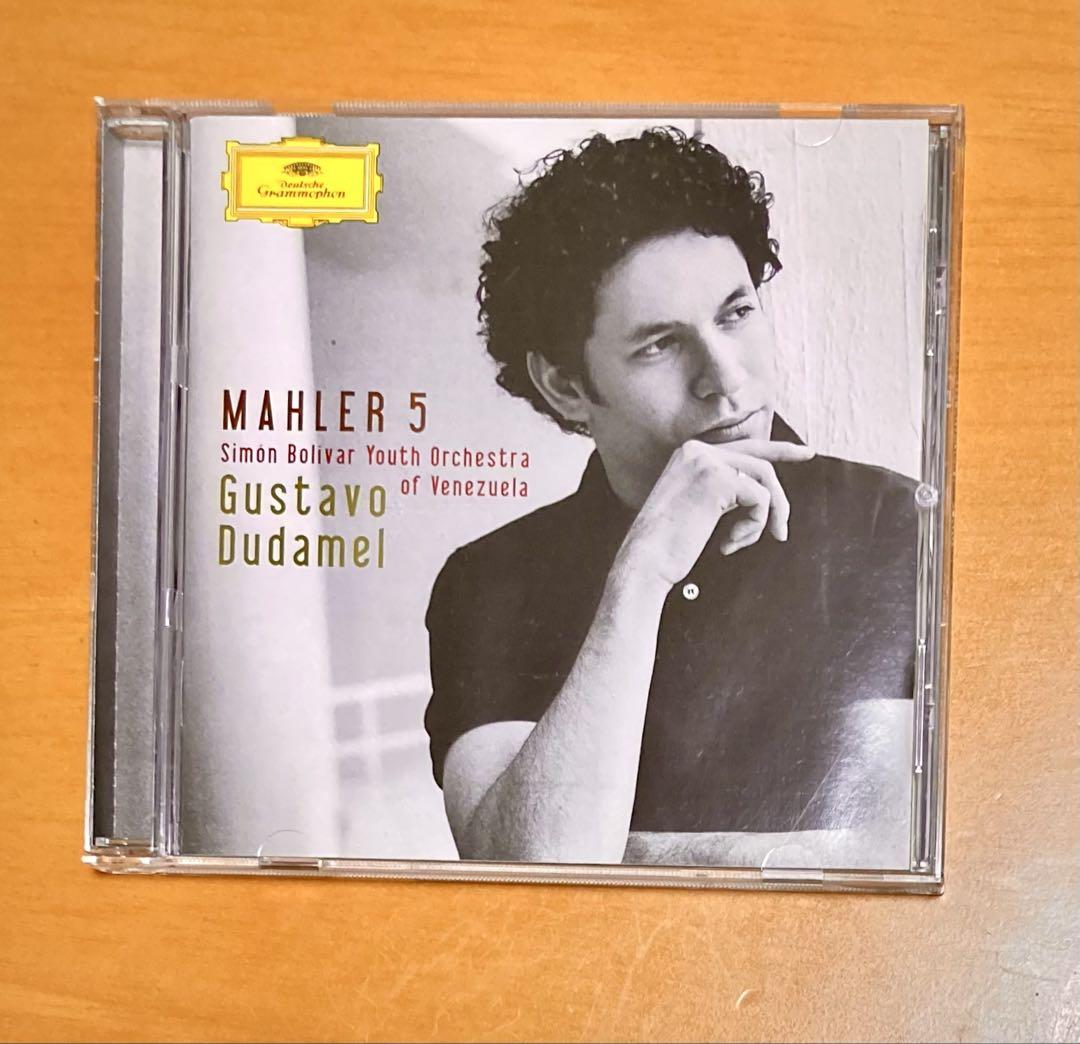 Deutsche
Grammophon
MAHLER 5
Simón Bolívar Youth Orchestra
of Venezuela
Gustavo
Dudamel